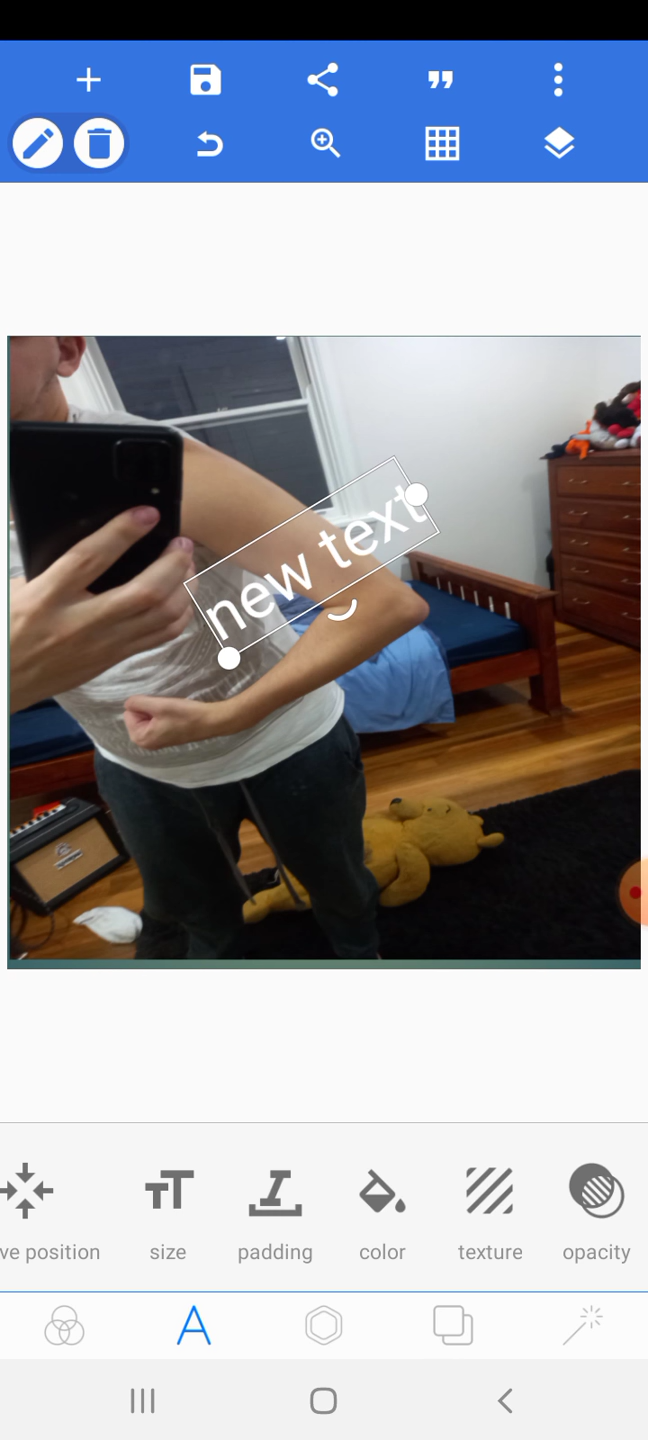 new text
ve position
size
padding
color
texture
opacity